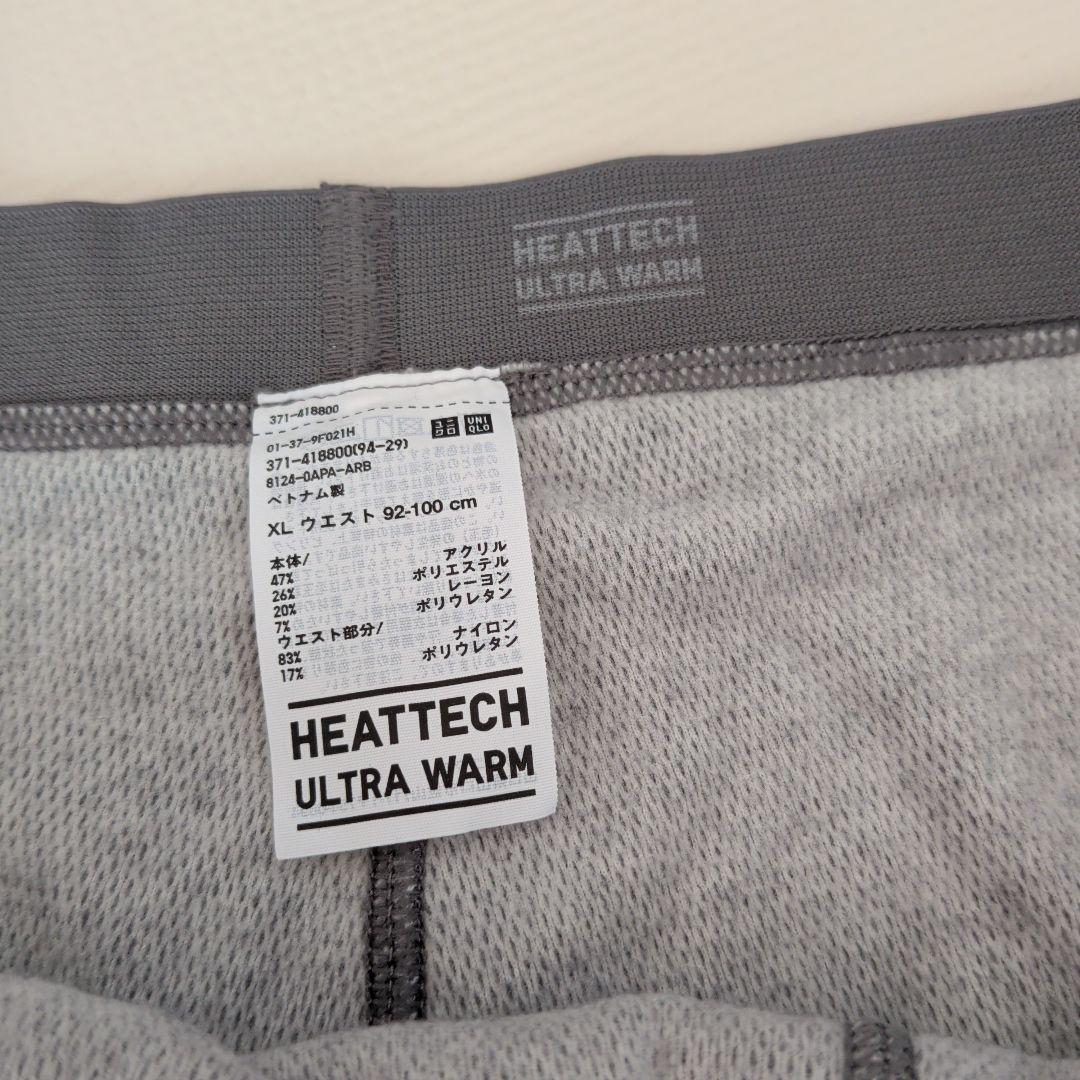 HEATTECH
ULTRA WARM
371-418800
ユニ
クロ
UNI
QLO
01-37-9F021H
371-418800(94-29)
8124-0APA-ARB
ベトナム製
XL ウエスト 92-100 cm
本体/
47% アクリル
26% ポリエステル
20% レーヨン
7% ポリウレタン
ウエスト部分/
83% ナイロン
17% ポリウレタン
HEATTECH
ULTRA WARM